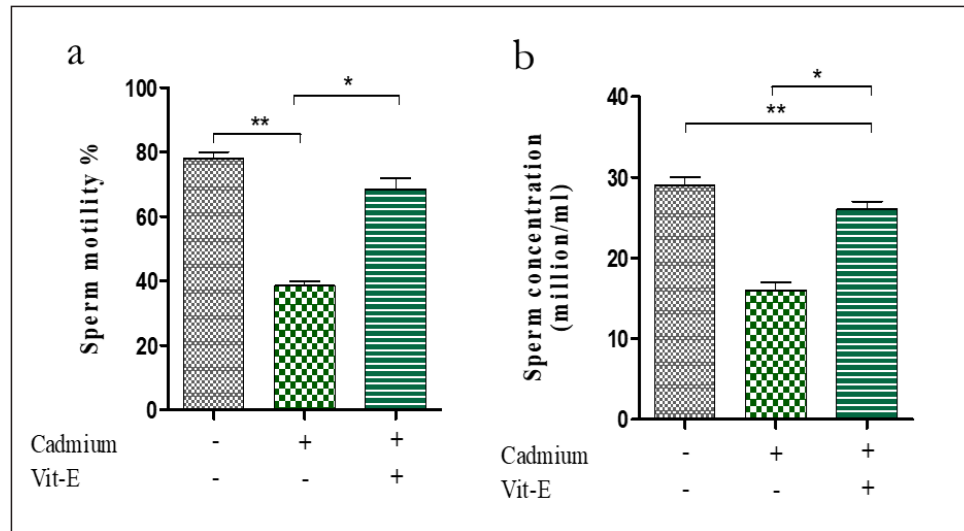 a
100
80
60
40
20
0
Sperm motility %
**
*
Cadmium - + +
Vit-E - - +
b
40
30
20
10
0
Sperm concentration
(million/ml)
*
**
Cadmium - + +
Vit-E - - +